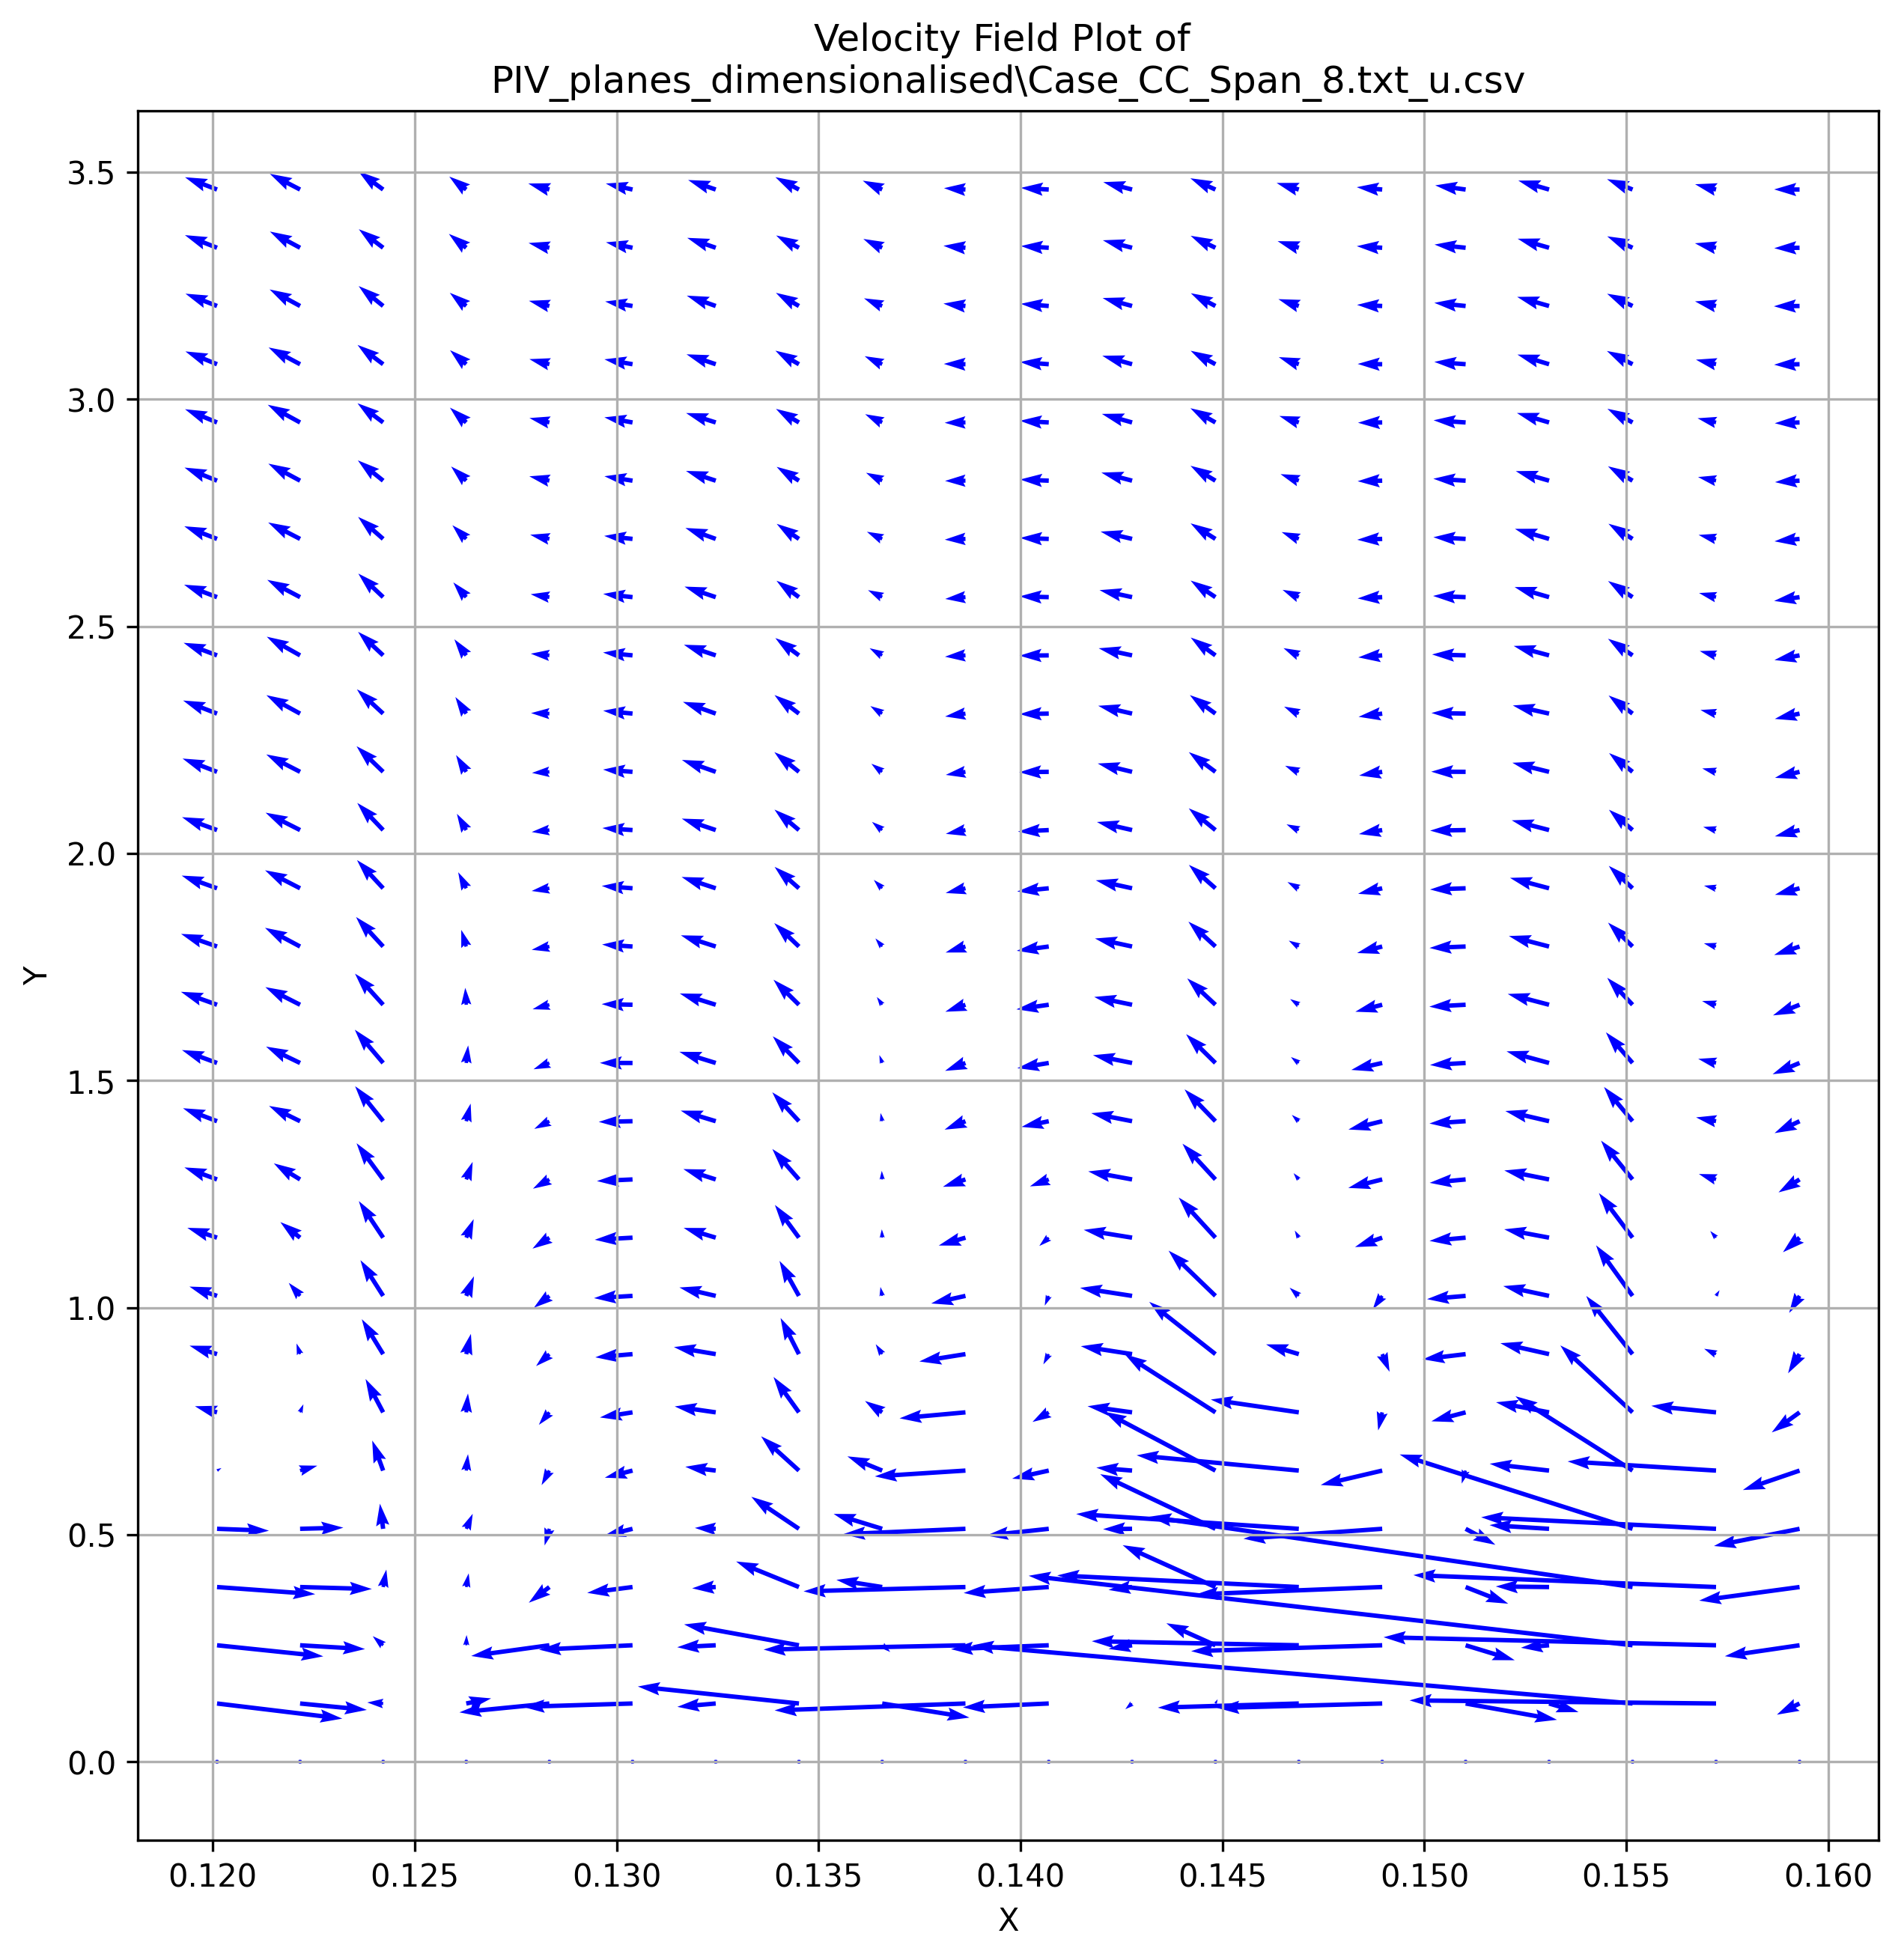 Velocity Field Plot of
PIV_planes_dimensionalised\Case_CC_Span_8.txt_u.csv
3.5
3.0
2.5
2.0
Y
1.5
1.0
0.5
0.0
0.120 0.125 0.130 0.135 0.140 0.145 0.150 0.155 0.160
X